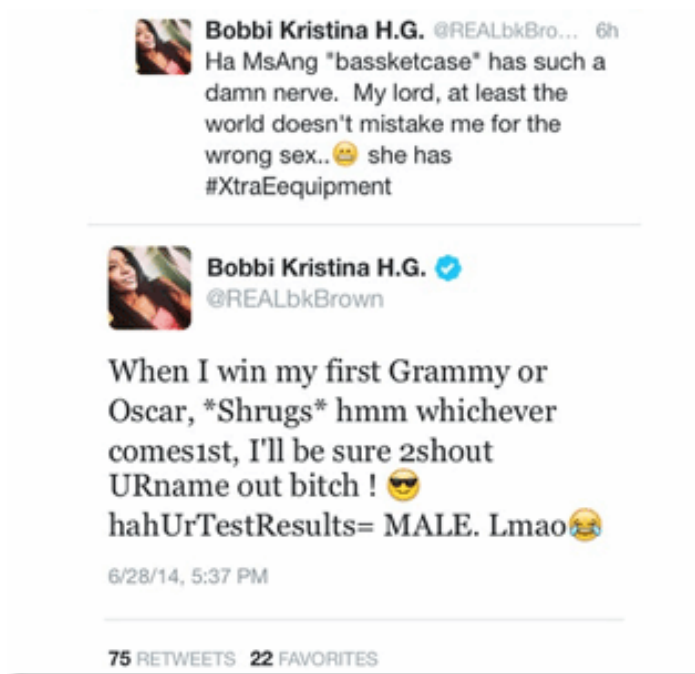 Bobbi Kristina H.G. @REALbkBro... 6h
Ha MsAng "bassketcase" has such a
damn nerve. My lord, at least the
world doesn't mistake me for the
wrong sex..😬 she has
#XtraEequipment
Bobbi Kristina H.G.
@REALbkBrown
When I win my first Grammy or
Oscar, *Shrugs* hmm whichever
comes1st, I'll be sure 2shout
URname out bitch ! 😎
hahUrTestResults= MALE. Lmao😂
6/28/14, 5:37 PM
75 RETWEETS 22 FAVORITES